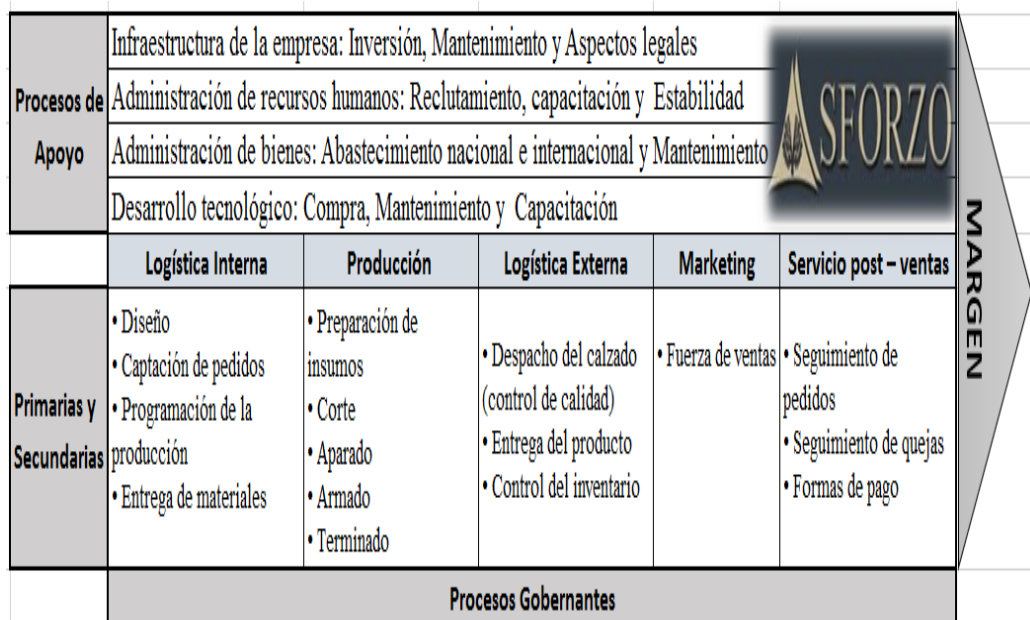 Procesos de
Apoyo
Infraestructura de la empresa: Inversión, Mantenimiento y Aspectos legales
Administración de recursos humanos: Reclutamiento, capacitación y Estabilidad
Administración de bienes: Abastecimiento nacional e internacional y Mantenimiento
Desarrollo tecnológico: Compra, Mantenimiento y Capacitación
SFORZO
MARGEN
Logística Interna
Producción
Logística Externa
Marketing
Servicio post – ventas
Primarias y
Secundarias
• Diseño
• Captación de pedidos
• Programación de la
producción
• Entrega de materiales
• Preparación de
insumos
• Corte
• Aparado
• Armado
• Terminado
• Despacho del calzado
(control de calidad)
• Entrega del producto
• Control del inventario
• Fuerza de ventas
• Seguimiento de
pedidos
• Seguimiento de quejas
• Formas de pago
Procesos Gobernantes